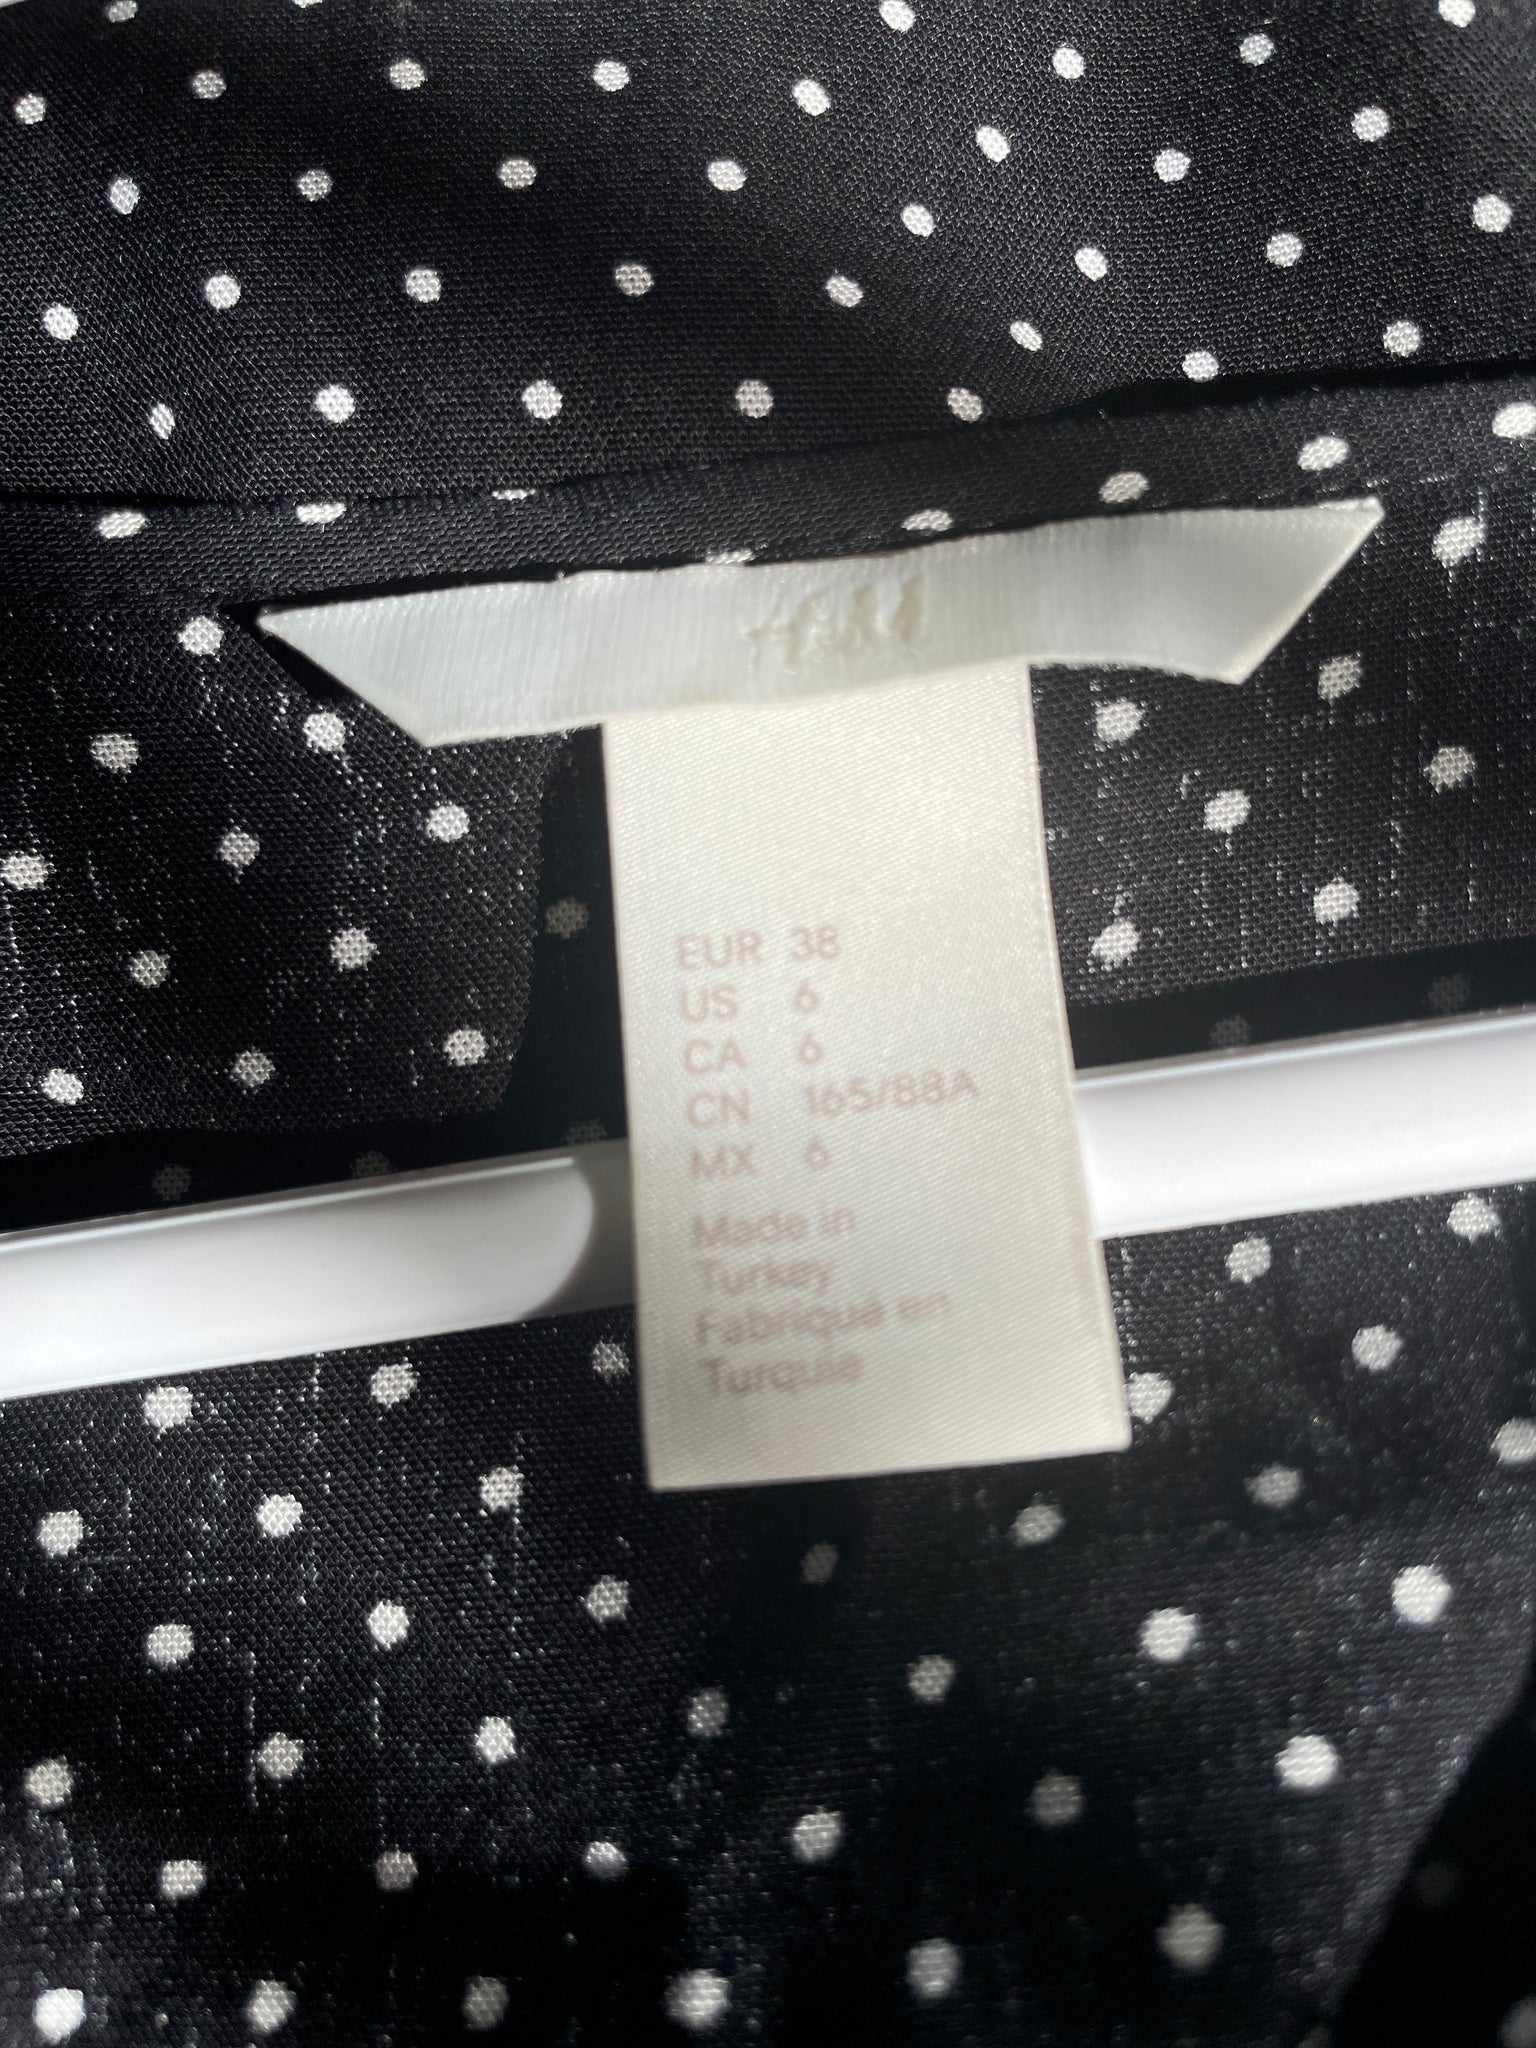 H&M
EUR 38
US 6
CA 6
CN 165/88A
MX 6
Made in
Turkey
Fabriqué en
Turquie